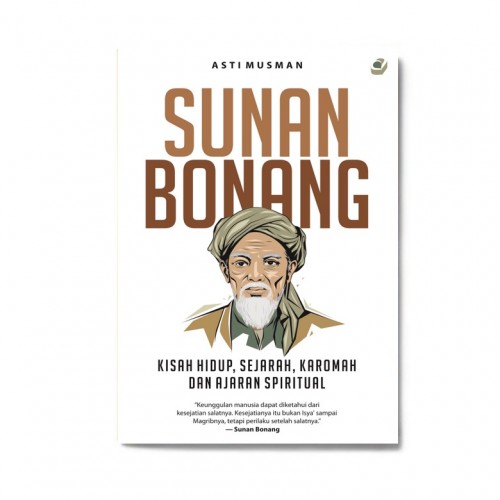 ASTI MUSMAN
SUNAN
BONANG
KISAH HIDUP, SEJARAH, KAROMAH
DAN AJARAN SPIRITUAL
"Keunggulan manusia dapat diketahui dari
kesejatian salatnya. Kesejatianya itu bukan Isya' sampai
Magribnya, tetapi perilaku setelah salatnya."
— Sunan Bonang